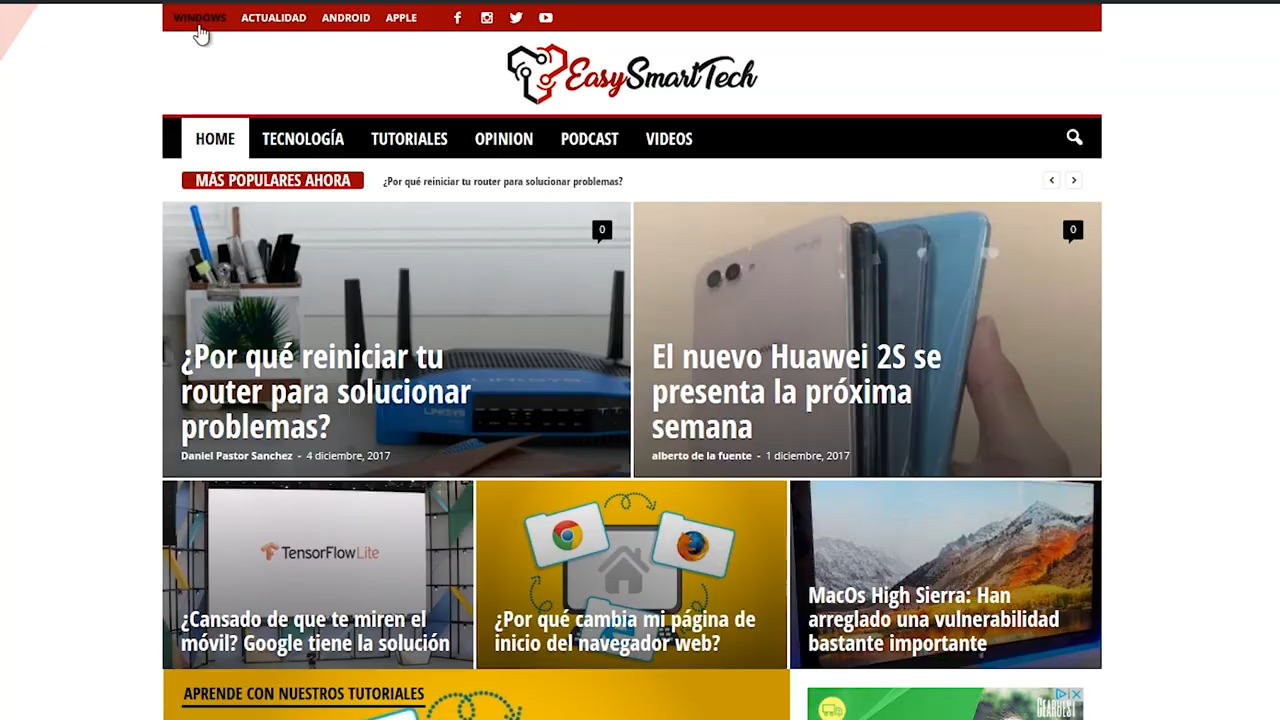 WINDOWS ACTUALIDAD ANDROID APPLE
EasySmartTech
HOME TECNOLOGÍA TUTORIALES OPINION PODCAST VIDEOS
MÁS POPULARES AHORA ¿Por qué reiniciar tu router para solucionar problemas?
0
¿Por qué reiniciar tu
router para solucionar
problemas?
Daniel Pastor Sanchez - 4 diciembre, 2017
LINKSYS
LINKSYS
0
El nuevo Huawei 2S se
presenta la próxima
semana
alberto de la fuente - 1 diciembre, 2017
TensorFlowLite
¿Cansado de que te miren el
móvil? Google tiene la solución
¿Por qué cambia mi página de
inicio del navegador web?
MacOs High Sierra: Han
arreglado una vulnerabilidad
bastante importante
APRENDE CON NUESTROS TUTORIALES
GEARBEST